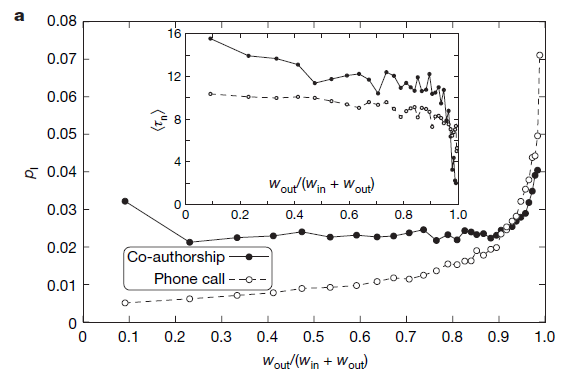 a
0.08
0.07
0.06
0.05
0.04
0.03
0.02
0.01
0
p_l
16
12
8
4
0
⟨τ_n⟩
0 0.2 0.4 0.6 0.8 1.0
w_out/(w_in + w_out)
Co-authorship
Phone call
0 0.1 0.2 0.3 0.4 0.5 0.6 0.7 0.8 0.9 1.0
w_out/(w_in + w_out)